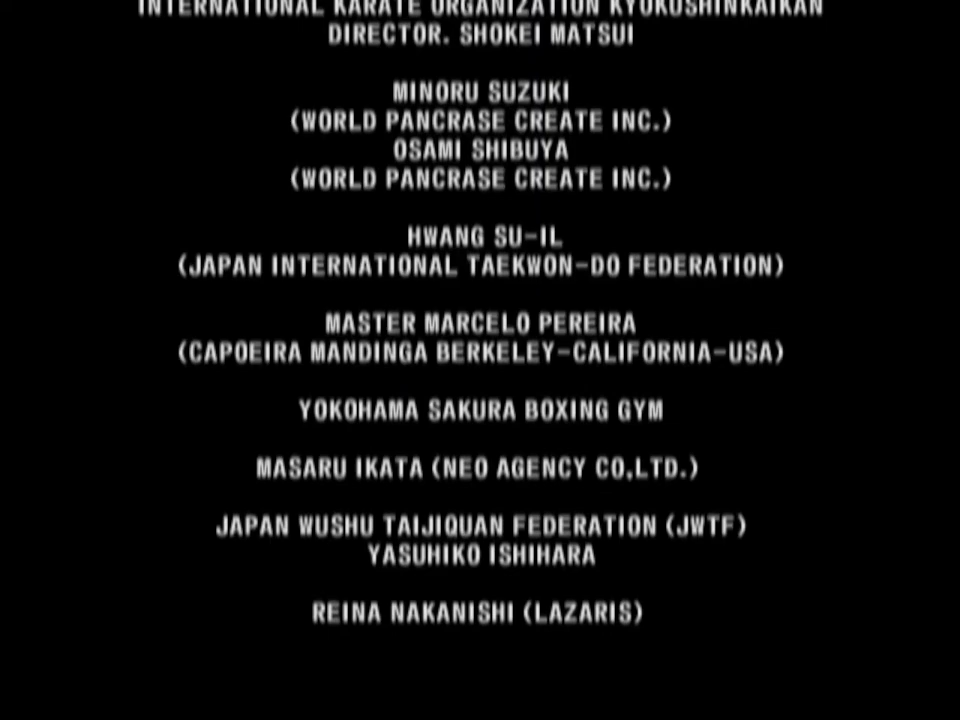 INTERNATIONAL KARATE ORGANIZATION KYOKUSHINKAIKAN
DIRECTOR. SHOKEI MATSUI
MINORU SUZUKI
(WORLD PANCRASE CREATE INC.)
OSAMI SHIBUYA
(WORLD PANCRASE CREATE INC.)
HWANG SU-IL
(JAPAN INTERNATIONAL TAEKWON-DO FEDERATION)
MASTER MARCELO PEREIRA
(CAPOEIRA MANDINGA BERKELEY-CALIFORNIA-USA)
YOKOHAMA SAKURA BOXING GYM
MASARU IKATA (NEO AGENCY CO,LTD.)
JAPAN WUSHU TAIJIQUAN FEDERATION (JWTF)
YASUHIKO ISHIHARA
REINA NAKANISHI (LAZARIS)